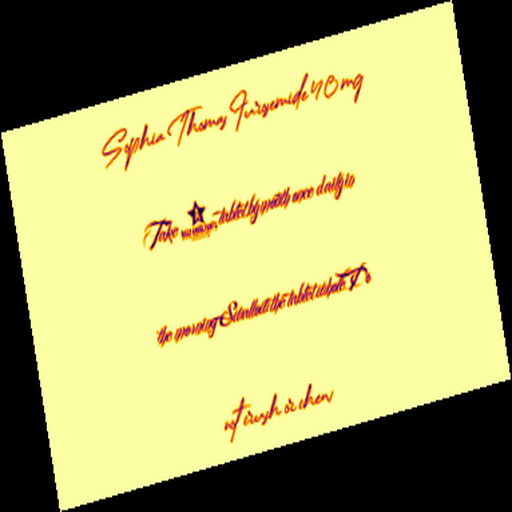 Sophia Thomas Furosemide 40 mg
Take tablet by mouth once daily in
the morning Swallow the tablet whole Do
not crush or chew